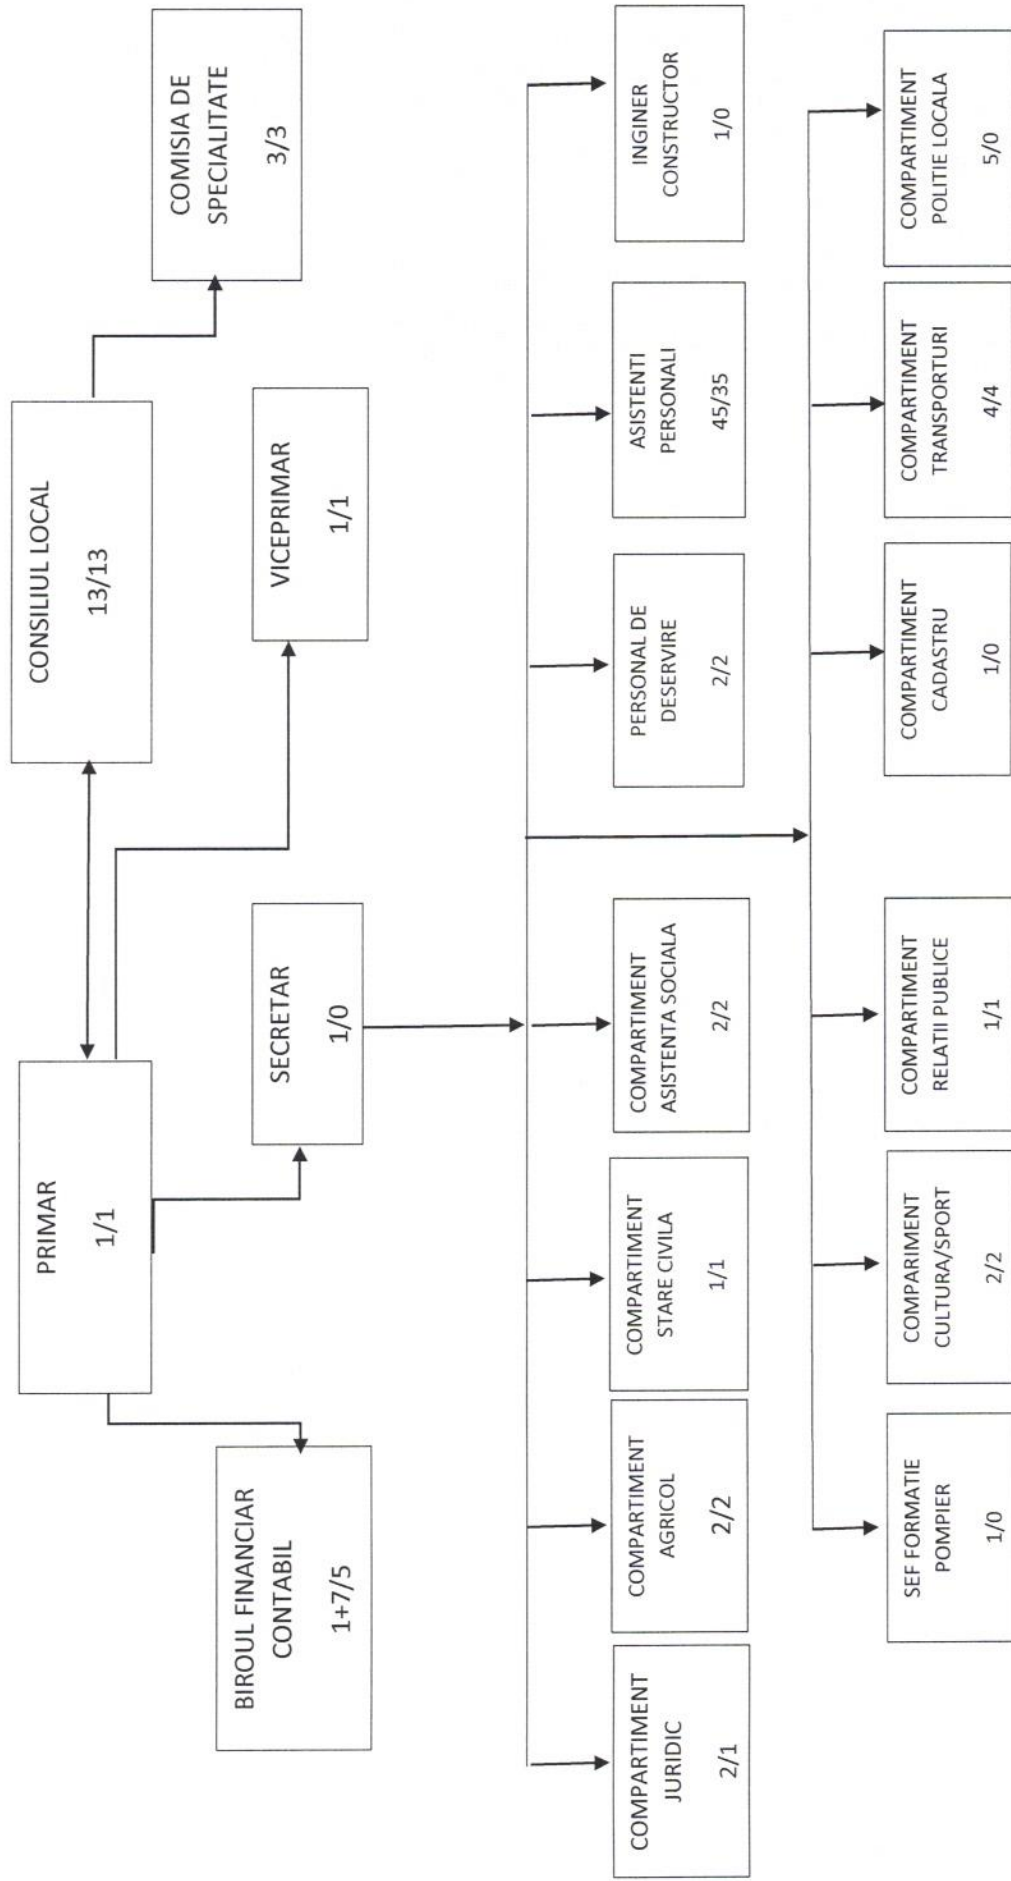 CONSILIUL LOCAL
13/13
COMISIA DE
SPECIALITATE
3/3
PRIMAR
1/1
VICEPRIMAR
1/1
SECRETAR
1/0
BIROUL FINANCIAR
CONTABIL
1+7/5
COMPARTIMENT
JURIDIC
2/1
COMPARTIMENT
AGRICOL
2/2
COMPARTIMENT
STARE CIVILA
1/1
COMPARTIMENT
ASISTENTA SOCIALA
2/2
PERSONAL DE
DESERVIRE
2/2
ASISTENTI
PERSONALI
45/35
INGINER
CONSTRUCTOR
1/0
SEF FORMATIE
POMPIER
1/0
COMPARIMENT
CULTURA/SPORT
2/2
COMPARTIMENT
RELATII PUBLICE
1/1
COMPARTIMENT
CADASTRU
1/0
COMPARTIMENT
TRANSPORTURI
4/4
COMPARTIMENT
POLITIE LOCALA
5/0